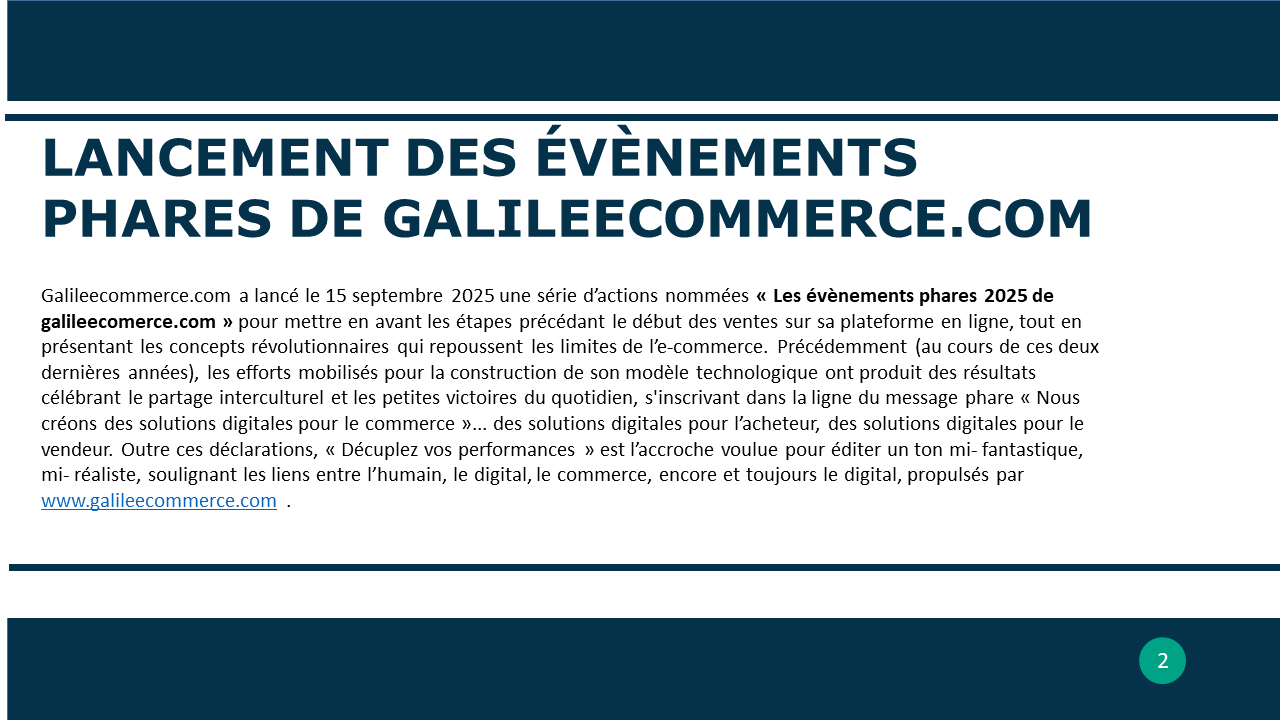 LANCEMENT DES ÉVÈNEMENTS
PHARES DE GALILEECOMMERCE.COM
Galileecommerce.com a lancé le 15 septembre 2025 une série d’actions nommées « Les évènements phares 2025 de
galileecomerce.com » pour mettre en avant les étapes précédant le début des ventes sur sa plateforme en ligne, tout en
présentant les concepts révolutionnaires qui repoussent les limites de l’e-commerce. Précédemment (au cours de ces deux
dernières années), les efforts mobilisés pour la construction de son modèle technologique ont produit des résultats
célébrant le partage interculturel et les petites victoires du quotidien, s'inscrivant dans la ligne du message phare « Nous
créons des solutions digitales pour le commerce »... des solutions digitales pour l’acheteur, des solutions digitales pour le
vendeur. Outre ces déclarations, « Décuplez vos performances » est l’accroche voulue pour éditer un ton mi- fantastique,
mi- réaliste, soulignant les liens entre l’humain, le digital, le commerce, encore et toujours le digital, propulsés par
www.galileecommerce.com .
2